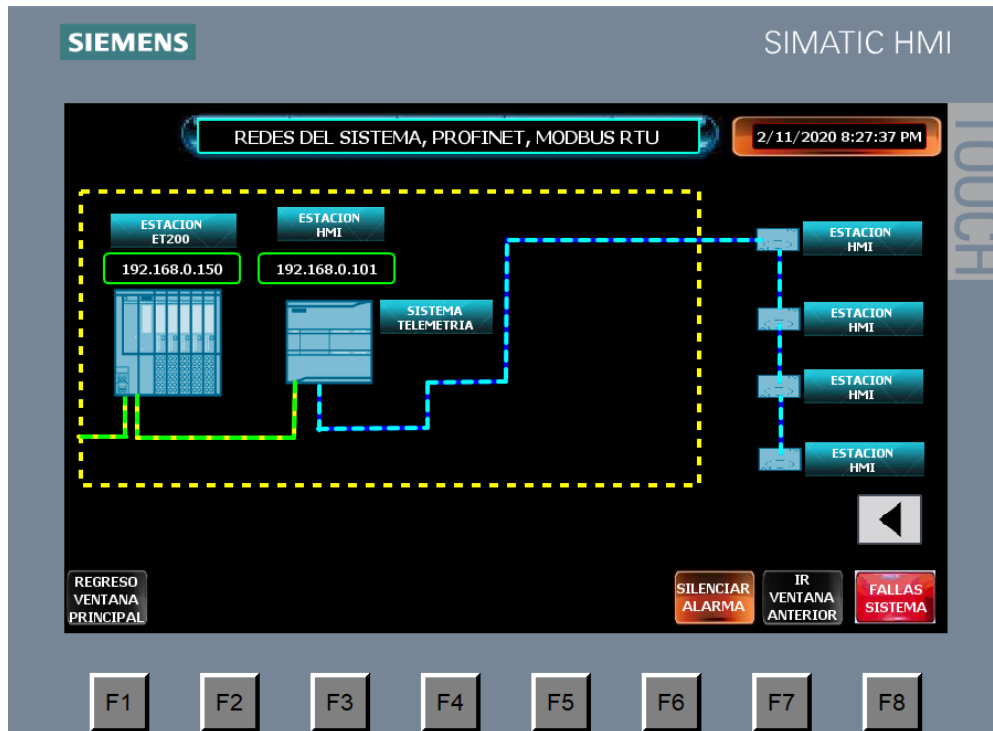 SIEMENS
SIMATIC HMI
TOUCH
REDES DEL SISTEMA, PROFINET, MODBUS RTU
2/11/2020 8:27:37 PM
ESTACION
ET200
ESTACION
HMI
192.168.0.150
192.168.0.101
SISTEMA
TELEMETRIA
ESTACION
HMI
ESTACION
HMI
ESTACION
HMI
ESTACION
HMI
REGRESO
VENTANA
PRINCIPAL
SILENCIAR
ALARMA
IR
VENTANA
ANTERIOR
FALLAS
SISTEMA
F1
F2
F3
F4
F5
F6
F7
F8